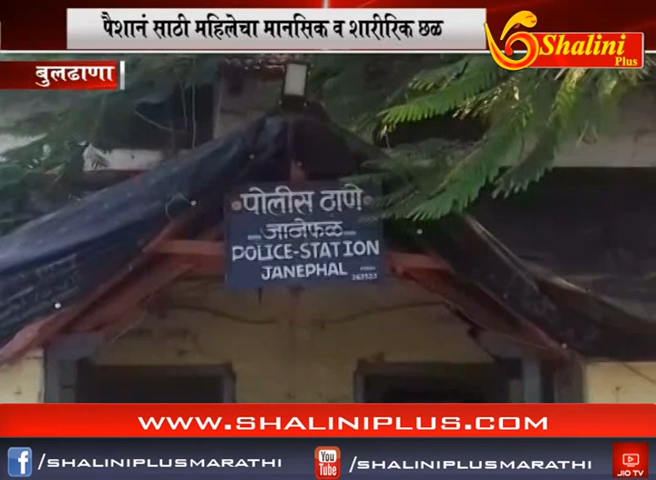 पैशानं साठी महिलेचा मानसिक व शारीरिक छळ
Shalini
Plus
बुलढाणा
पोलीस ठाणे
जानेफळ
POLICE-STATION
JANEPHAL
262523
WWW.SHALINIPLUS.COM
/SHALINIPLUSMARATHI
You
Tube
/SHALINIPLUSMARATHI
JIO TV